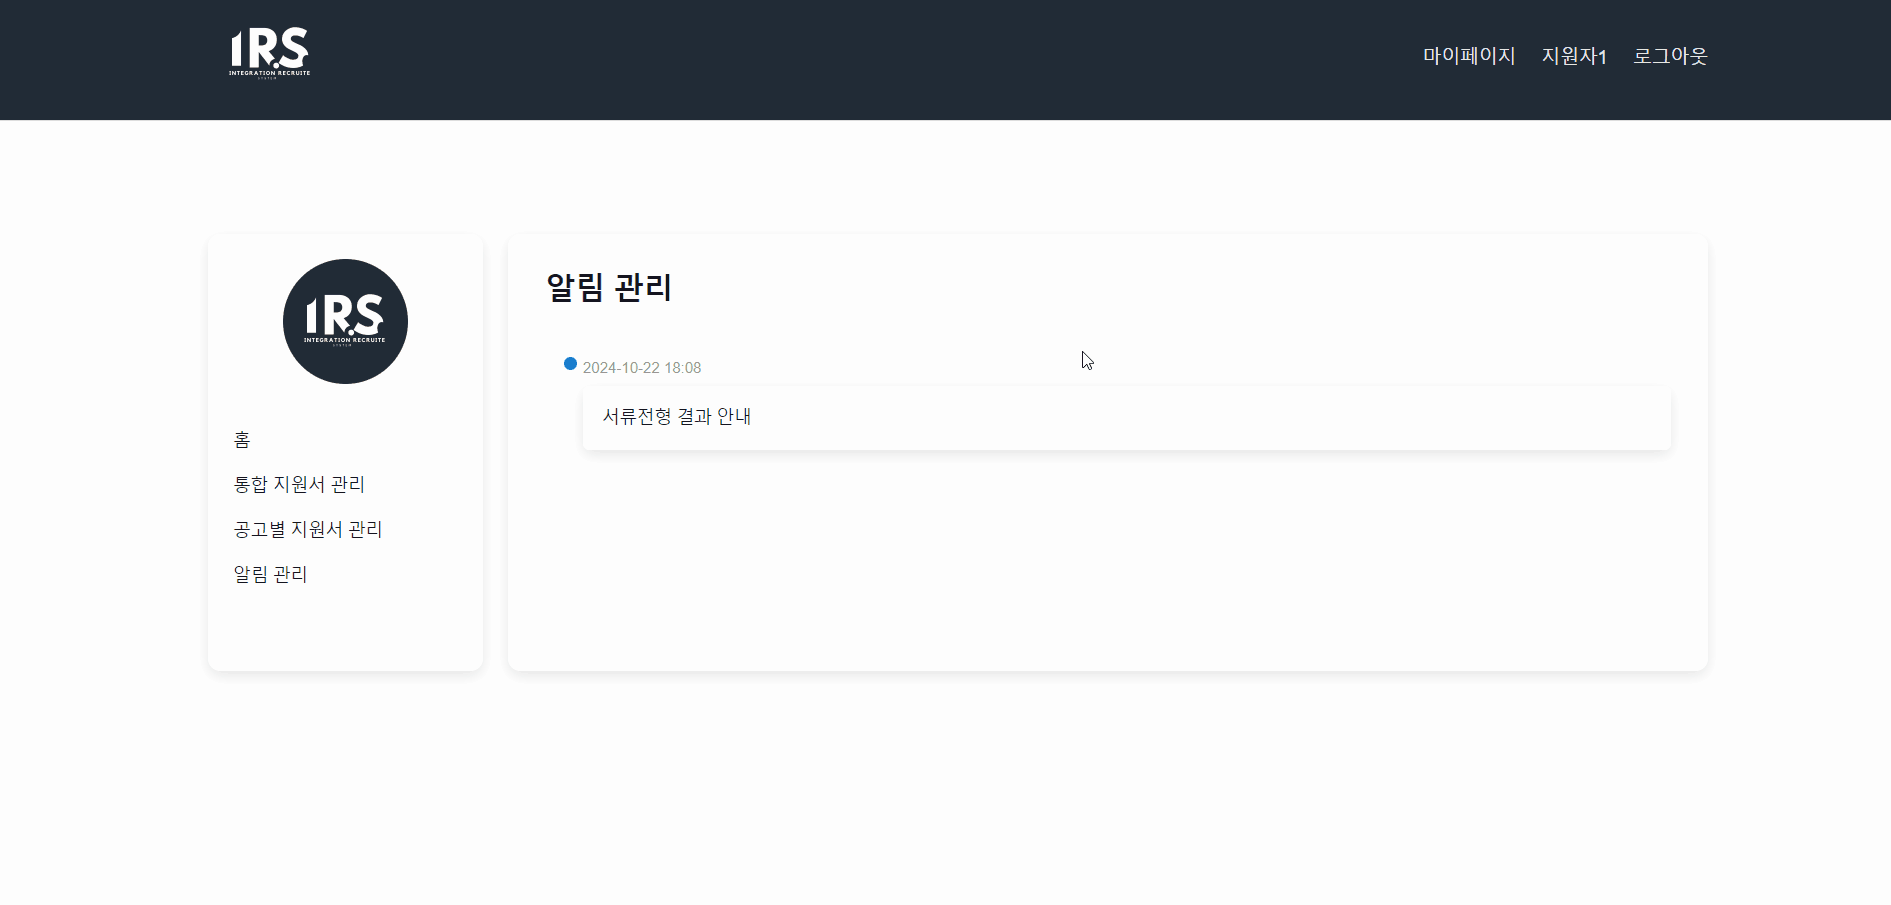 IRS
INTEGRATION RECRUITE
SYSTEM
마이페이지 지원자1 로그아웃
IRS
INTEGRATION RECRUITE
SYSTEM
홈
통합 지원서 관리
공고별 지원서 관리
알림 관리
알림 관리
2024-10-22 18:08
서류전형 결과 안내